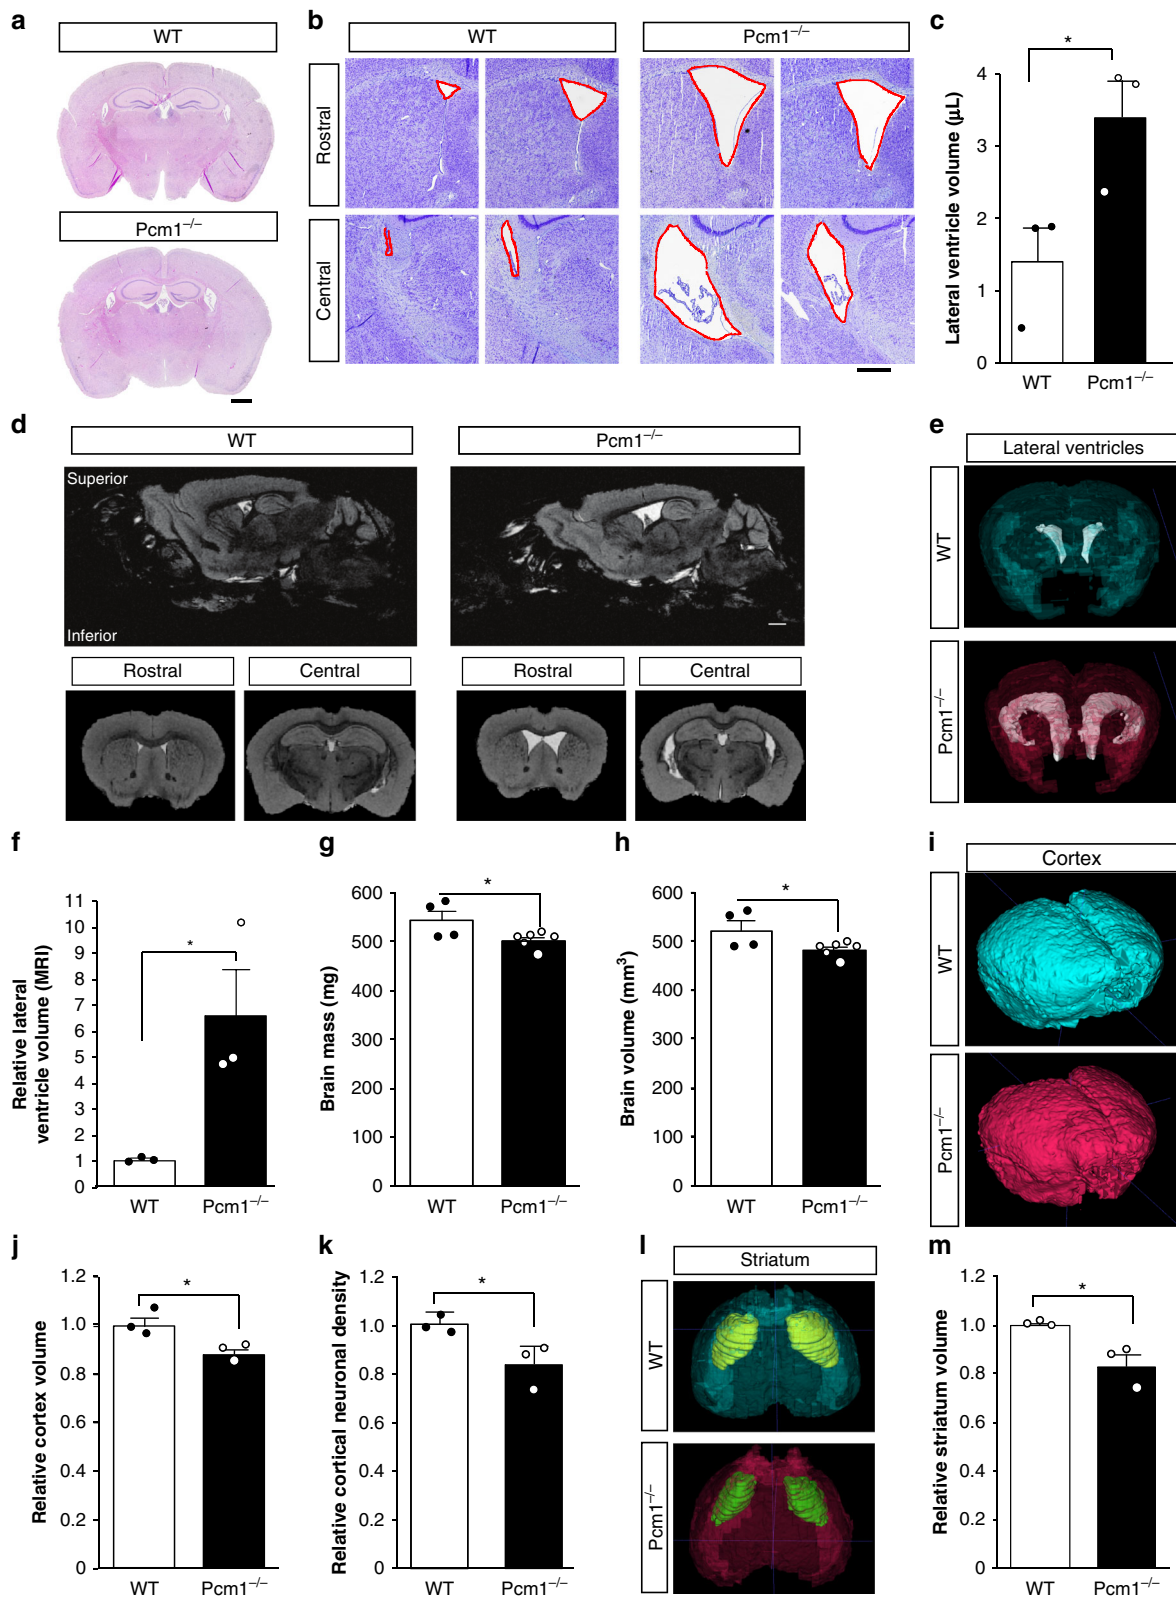 a
WT
Pcm1−/−
b
WT
Pcm1−/−
Rostral
Central
c
*
Lateral ventricle volume (µL)
4
3
2
1
0
WT
Pcm1−/−
d
WT
Pcm1−/−
Superior
Inferior
Rostral
Central
Rostral
Central
e
Lateral ventricles
WT
Pcm1−/−
f
Relative lateral
ventricle volume (MRI)
11
10
9
8
7
6
5
4
3
2
1
0
*
WT
Pcm1−/−
g
Brain mass (mg)
600
500
400
300
200
100
0
*
WT
Pcm1−/−
h
Brain volume (mm³)
600
500
400
300
200
100
0
*
WT
Pcm1−/−
i
Cortex
WT
Pcm1−/−
j
Relative cortex volume
1.2
1.0
0.8
0.6
0.4
0.2
0
*
WT
Pcm1−/−
k
Relative cortical neuronal density
1.2
1.0
0.8
0.6
0.4
0.2
0
*
WT
Pcm1−/−
l
Striatum
WT
Pcm1−/−
m
Relative striatum volume
1.2
1.0
0.8
0.6
0.4
0.2
0
*
WT
Pcm1−/−